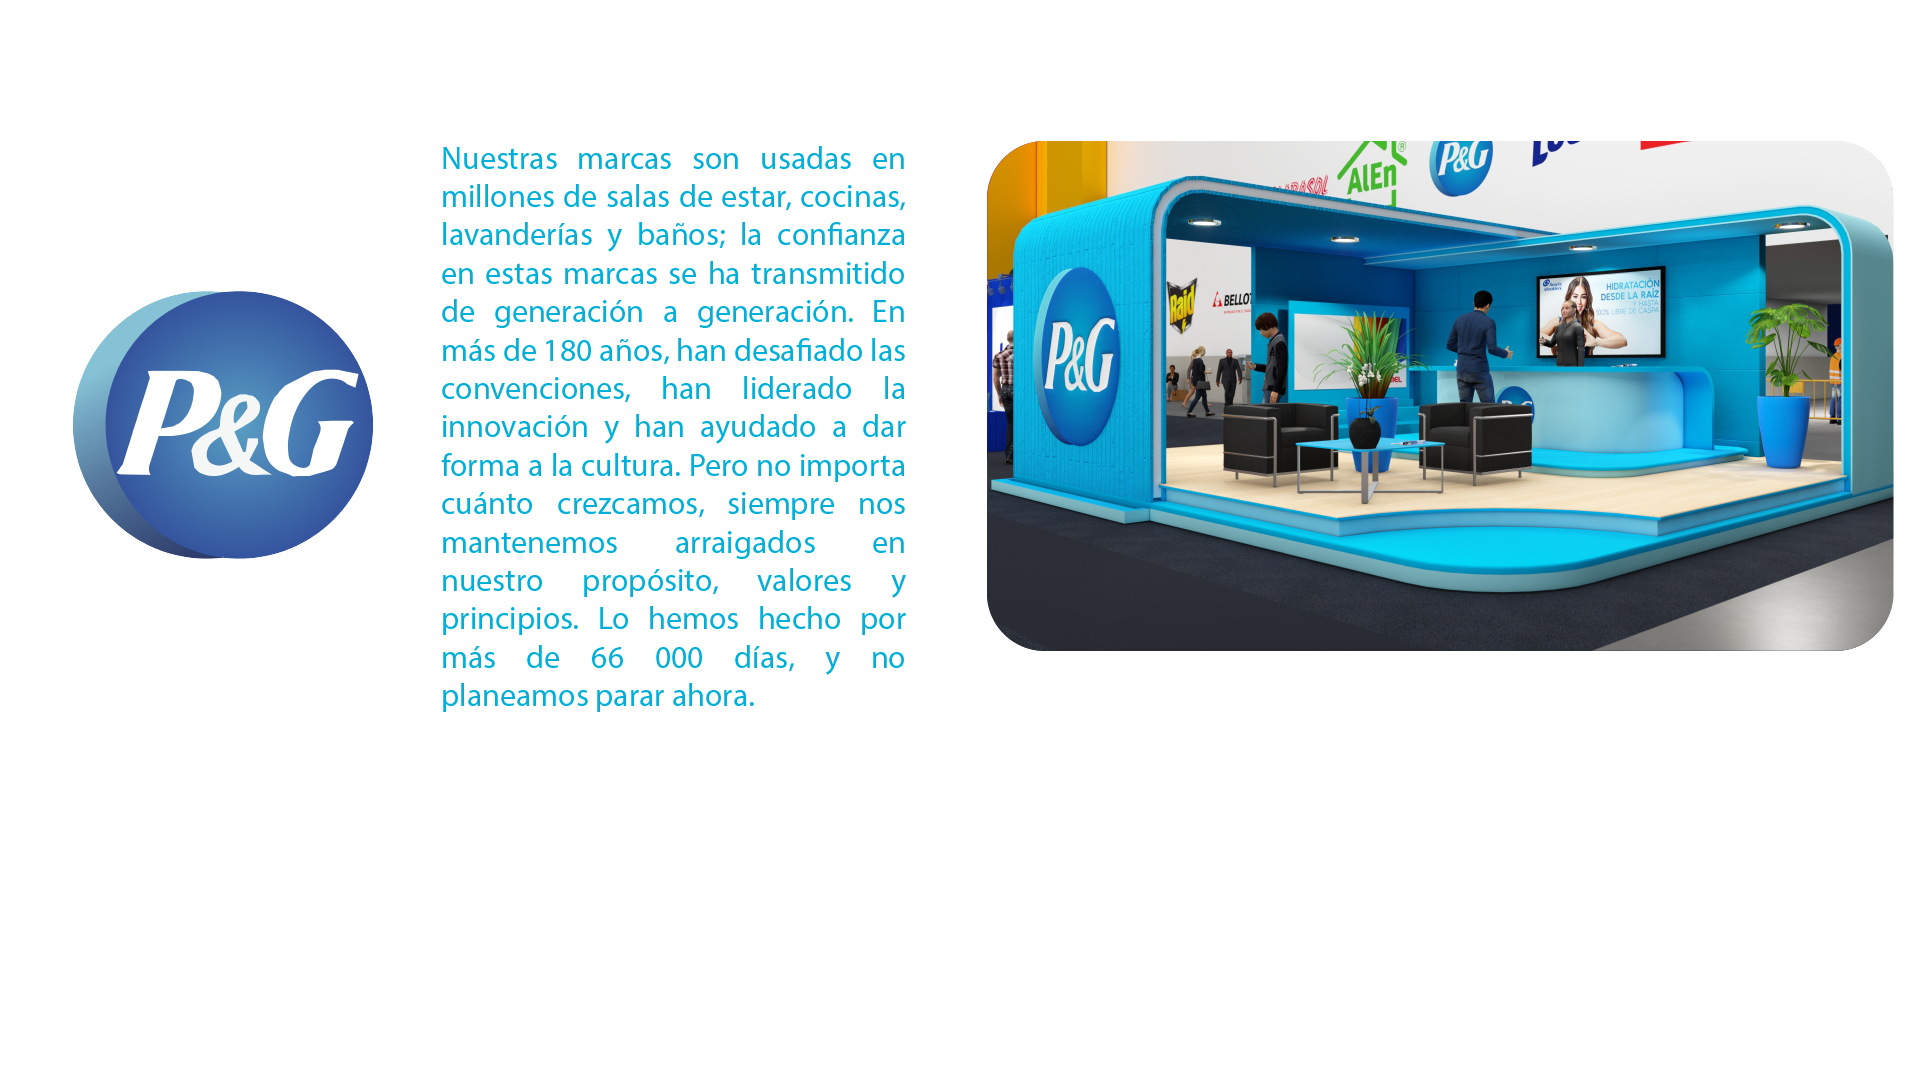 P&G
Nuestras marcas son usadas en
millones de salas de estar, cocinas,
lavanderías y baños; la confianza
en estas marcas se ha transmitido
de generación a generación. En
más de 180 años, han desafiado las
convenciones, han liderado la
innovación y han ayudado a dar
forma a la cultura. Pero no importa
cuánto crezcamos, siempre nos
mantenemos arraigados en
nuestro propósito, valores y
principios. Lo hemos hecho por
más de 66 000 días, y no
planeamos parar ahora.
AlEn®
P&G
P&G
Raid
BELLOT
HIDRATACIÓN
DESDE LA RAÍZ
Y HASTA
100% LIBRE DE CASPA